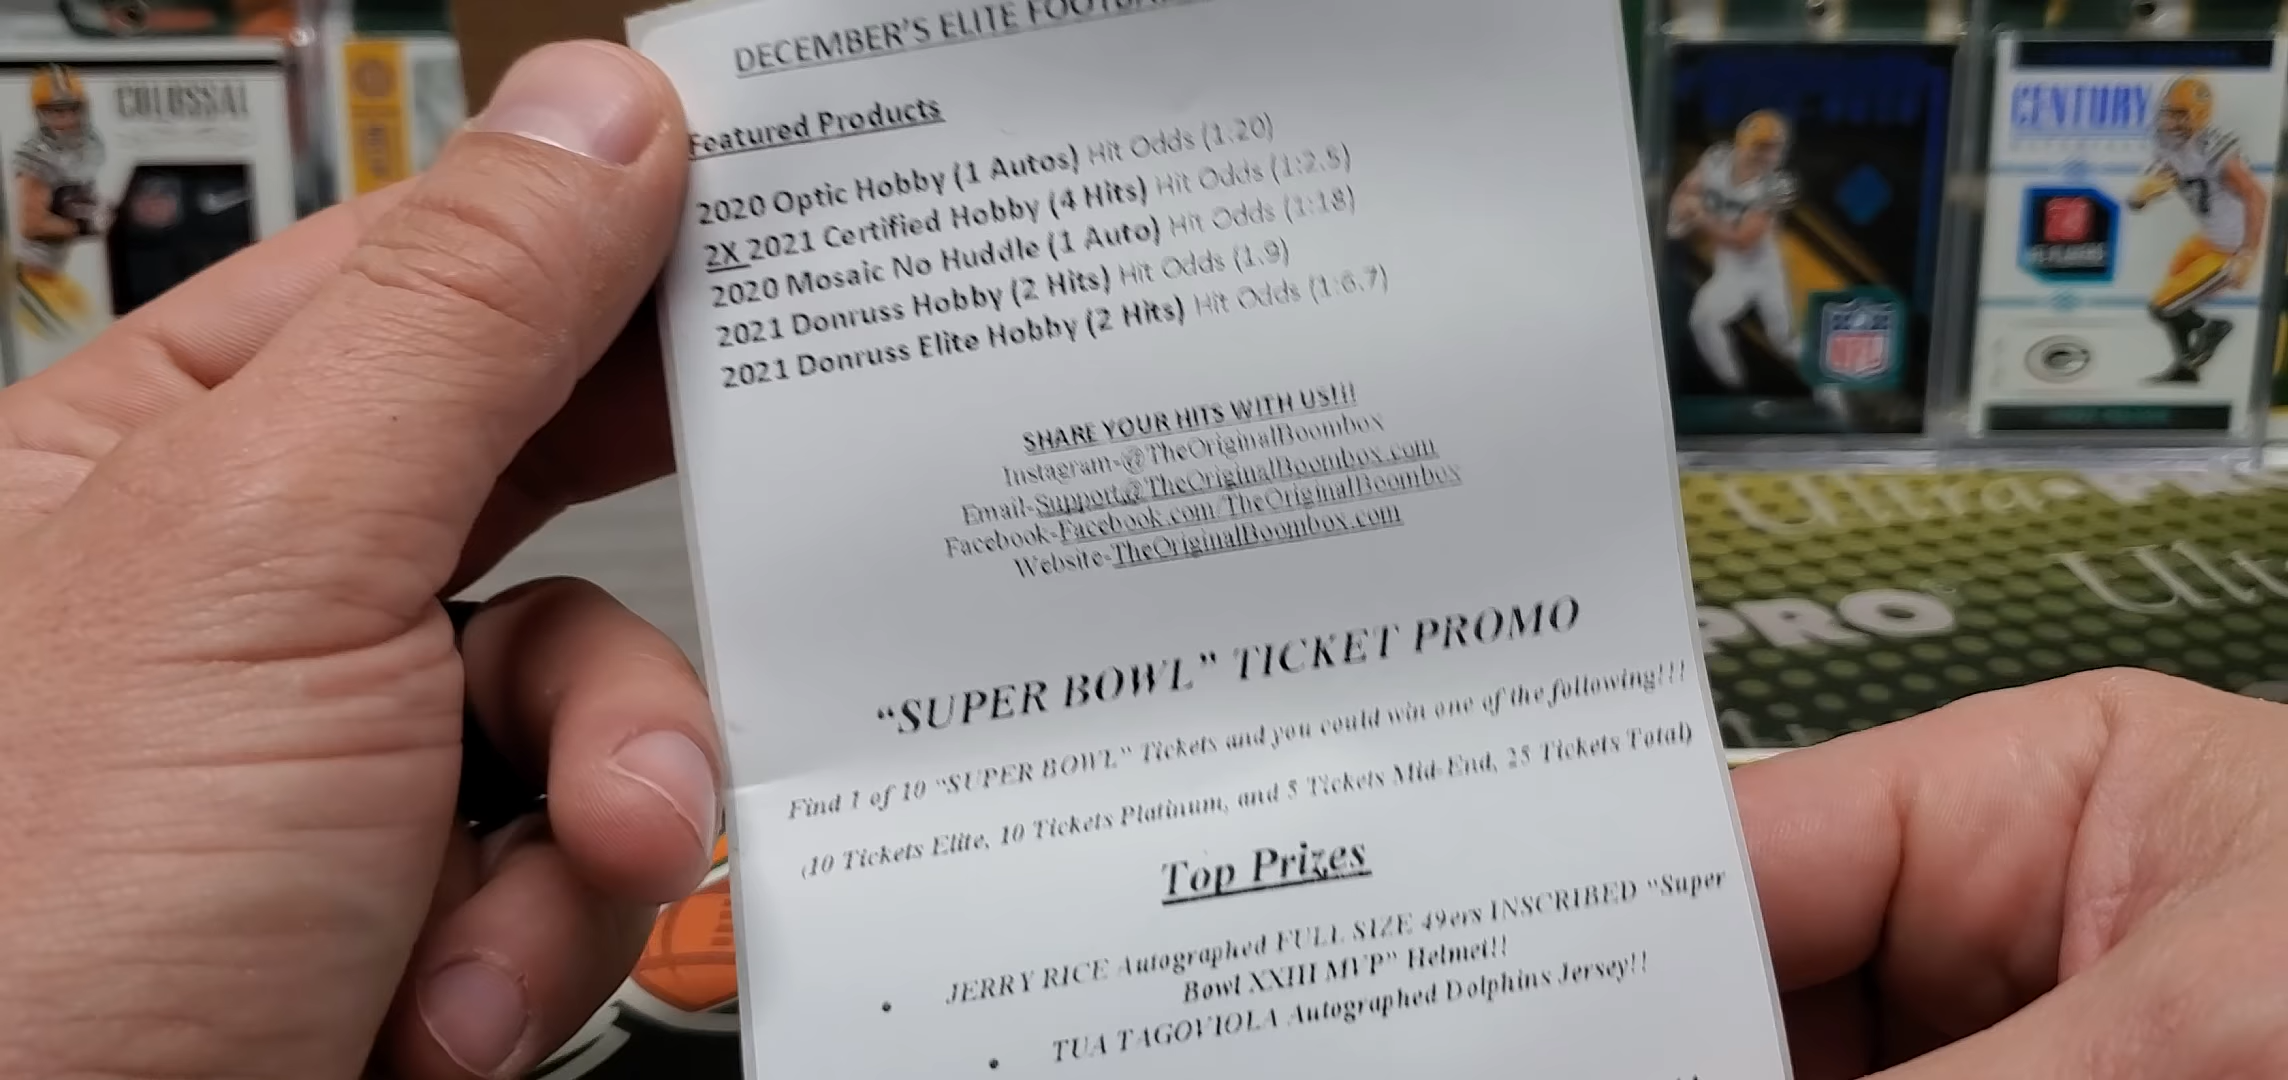 COLOSSAL
CENTURY
DECEMBER'S ELITE
Featured Products
2020 Optic Hobby (1 Autos) Hit Odds (1:20)
2X 2021 Certified Hobby (4 Hits) Hit Odds (1:2.5)
2020 Mosaic No Huddle (1 Auto) Hit Odds (1:18)
2021 Donruss Hobby (2 Hits) Hit Odds (1.9)
2021 Donruss Elite Hobby (2 Hits) Hit Odds (1:6.7)
SHARE YOUR HITS WITH US!!!
Instagram-@TheOriginalBoombox
Email-Support@TheOriginalBoombox.com
Facebook-Facebook.com/TheOriginalBoombox
Website-TheOriginalBoombox.com
"SUPER BOWL" TICKET PROMO
Find 1 of 10 "SUPER BOWL" Tickets and you could win one of the following!!!
(10 Tickets Elite, 10 Tickets Platinum, and 5 Tickets Mid-End, 25 Tickets Total)
Top Prizes
• JERRY RICE Autographed FULL SIZE 49ers INSCRIBED "Super
Bowl XXIII MVP" Helmet!!
• TUA TAGOVIOLA Autographed Dolphins Jersey!!
Ultra
PRO